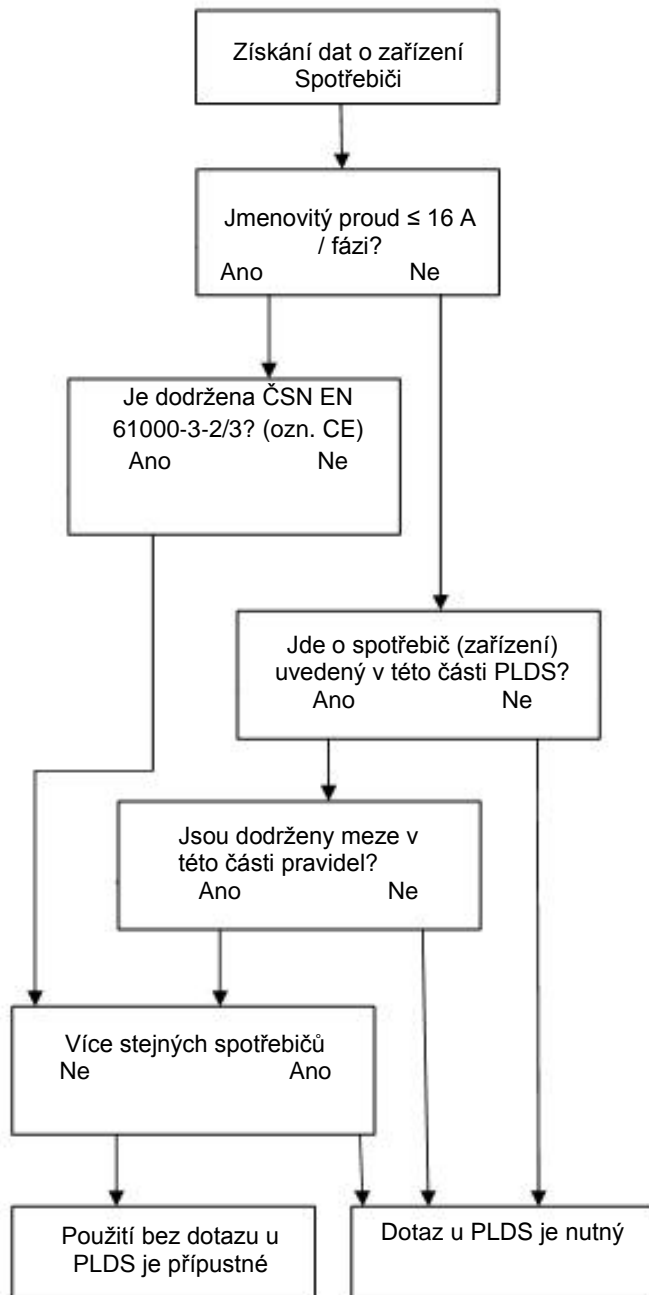 Získání dat o zařízení
Spotřebiči
Jmenovitý proud ≤ 16 A
/ fázi?
Ano Ne
Je dodržena ČSN EN
61000-3-2/3? (ozn. CE)
Ano Ne
Jde o spotřebič (zařízení)
uvedený v této části PLDS?
Ano Ne
Jsou dodrženy meze v
této části pravidel?
Ano Ne
Více stejných spotřebičů
Ne Ano
Použití bez dotazu u
PLDS je přípustné
Dotaz u PLDS je nutný